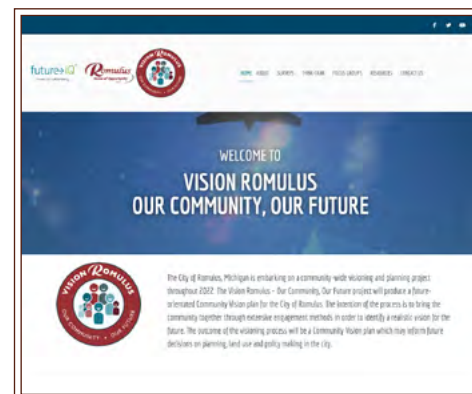 future→iQ
Romulus
VISION ROMULUS
HOME ABOUT SURVEYS THINK-TANK FOCUS GROUPS RESOURCES CONTACT US
WELCOME TO
VISION ROMULUS
OUR COMMUNITY, OUR FUTURE
VISION ROMULUS
OUR COMMUNITY • OUR FUTURE
The City of Romulus, Michigan is embarking on a community-wide visioning and planning project
throughout 2022. The Vision Romulus - Our Community, Our Future project will produce a future-
orientated Community Vision plan for the City of Romulus. The intention of the process is to bring the
community together through extensive engagement methods in order to identify a realistic vision for the
future. The outcome of the visioning process will be a Community Vision plan which may inform future
decisions on planning, land use and policy making in the city.